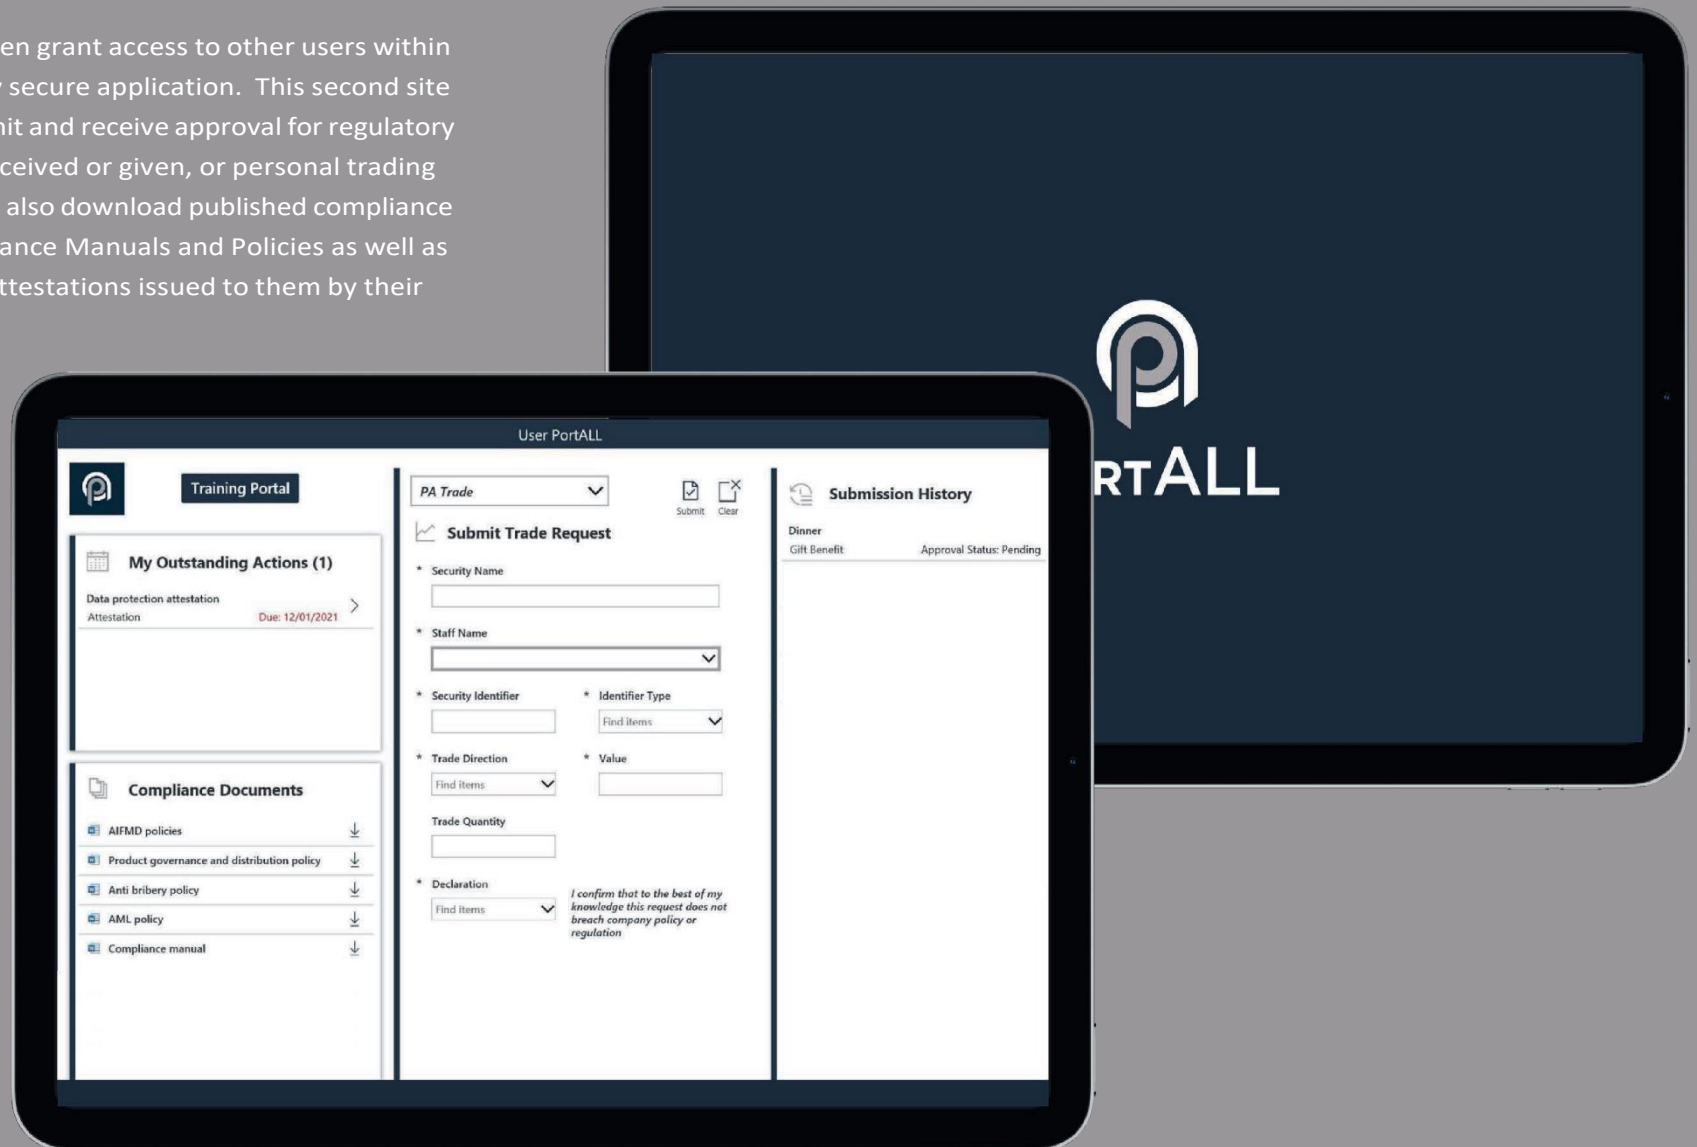 en grant access to other users within
secure application. This second site
it and receive approval for regulatory
ceived or given, or personal trading
also download published compliance
ance Manuals and Policies as well as
ttestations issued to them by their
RTALL
User PortALL
Training Portal
My Outstanding Actions (1)
Data protection attestation
Attestation Due: 12/01/2021
Compliance Documents
AIFMD policies
Product governance and distribution policy
Anti bribery policy
AML policy
Compliance manual
PA Trade
Submit Clear
Submit Trade Request
* Security Name
* Staff Name
* Security Identifier * Identifier Type
Find items
* Trade Direction * Value
Find items
Trade Quantity
* Declaration
Find items
I confirm that to the best of my
knowledge this request does not
breach company policy or
regulation
Submission History
Dinner
Gift Benefit Approval Status: Pending